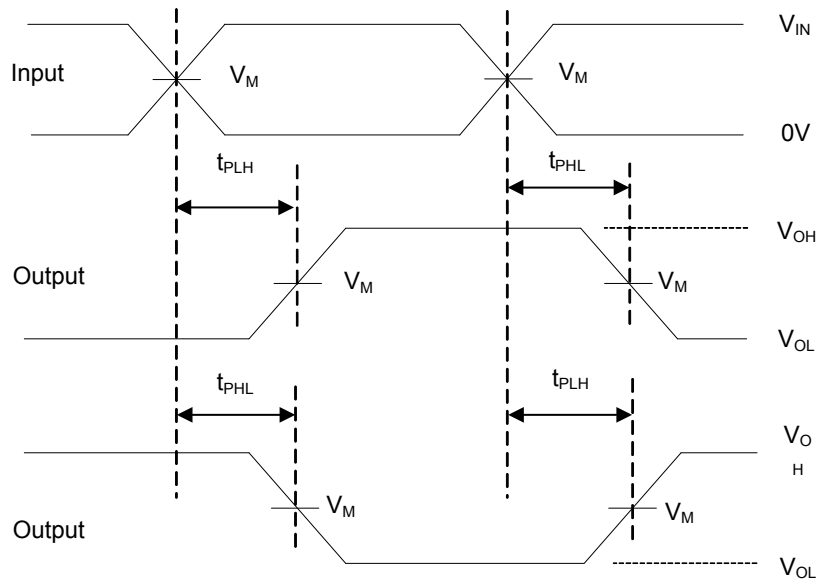 V_IN
Input
V_M
V_M
0V
t_PLH
t_PHL
V_OH
Output
V_M
V_M
V_OL
t_PHL
t_PLH
V_O
H
V_M
V_M
Output
V_OL